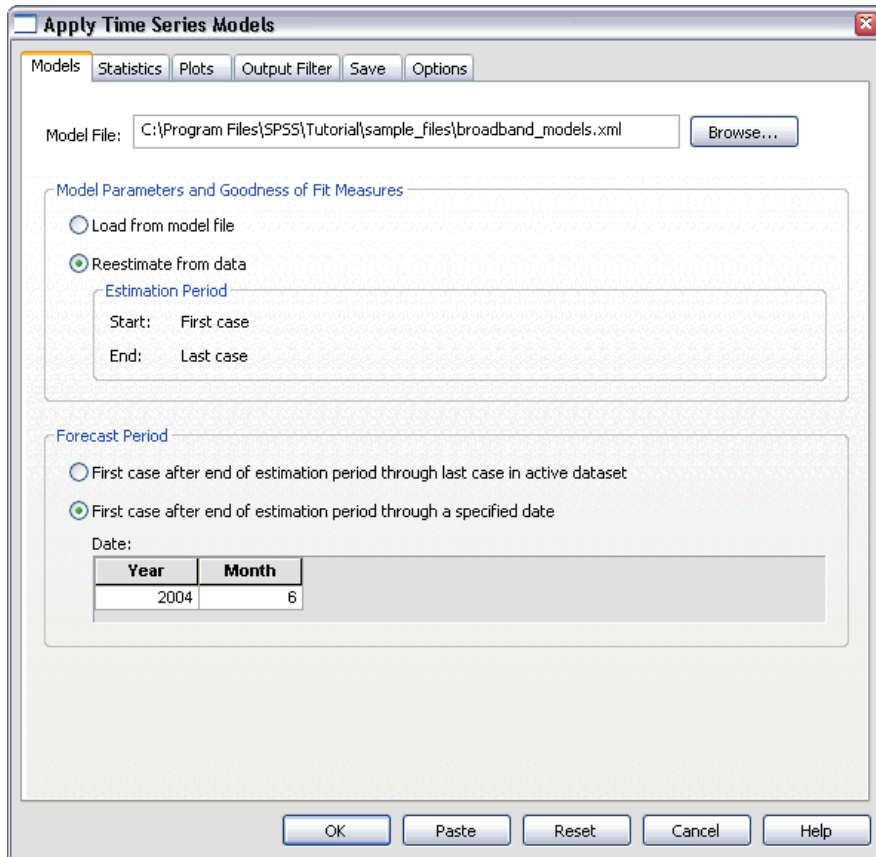 Apply Time Series Models
Models Statistics Plots Output Filter Save Options
Model File: C:\Program Files\SPSS\Tutorial\sample_files\broadband_models.xml Browse...
Model Parameters and Goodness of Fit Measures
Load from model file
Reestimate from data
Estimation Period
Start: First case
End: Last case
Forecast Period
First case after end of estimation period through last case in active dataset
First case after end of estimation period through a specified date
Date:
Year Month
2004 6
OK Paste Reset Cancel Help